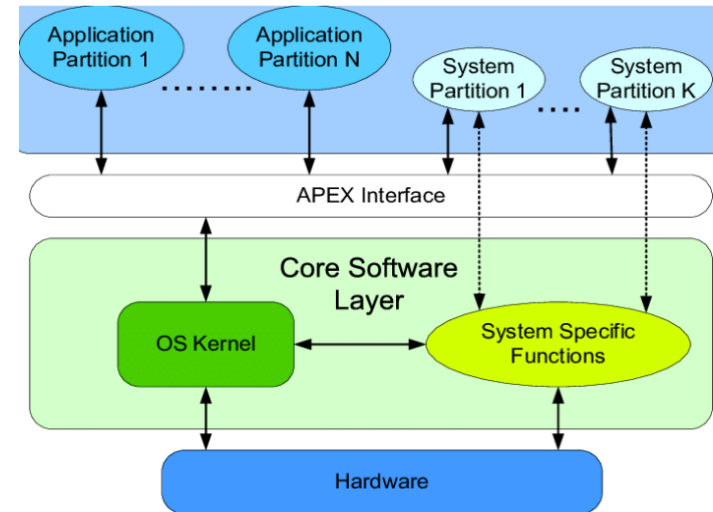 Application
Partition 1
Application
Partition N
System
Partition 1
System
Partition K
APEX Interface
Core Software
Layer
OS Kernel
System Specific
Functions
Hardware